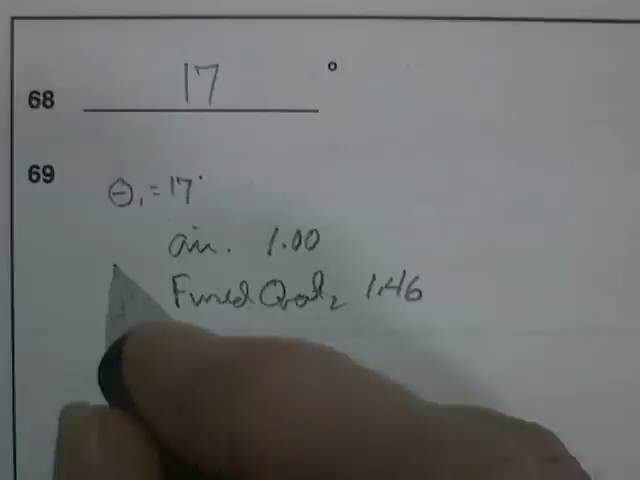 68 17 °
69 θ₁ = 17°
air. 1.00
Fused Quartz 1.46